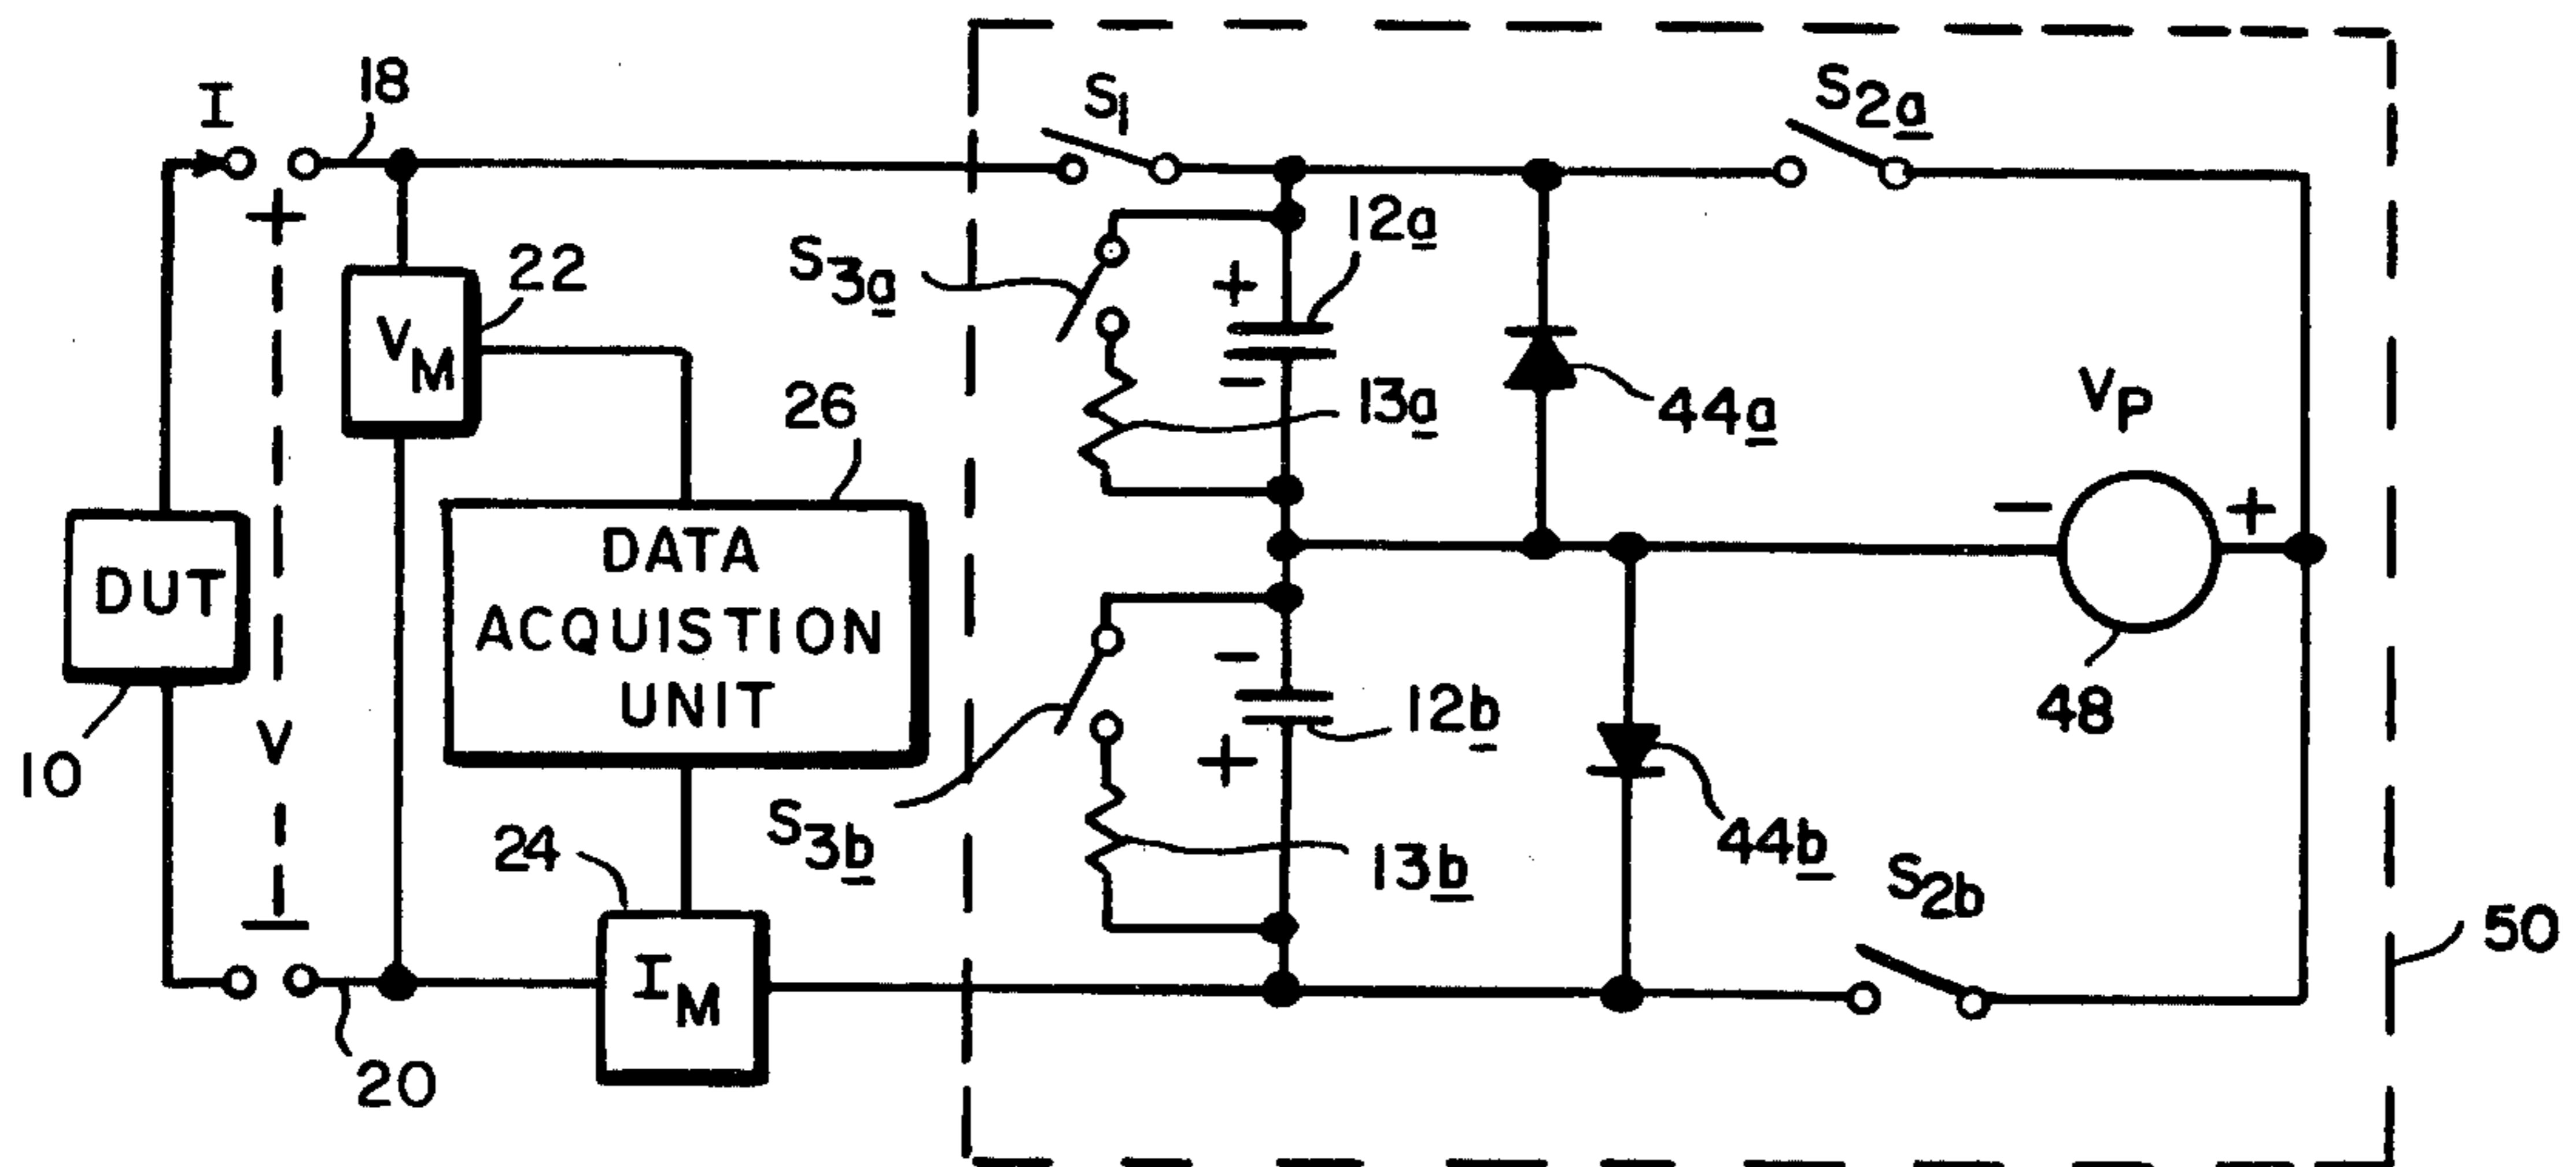 I
18
S1
S2a
+
22
VM
S3a
+
12a
-
13a
44a
VP
26
DATA
ACQUISTION
UNIT
DUT
10
V
-
+
48
-
12b
+
S3b
13b
44b
S2b
24
IM
-
20
50